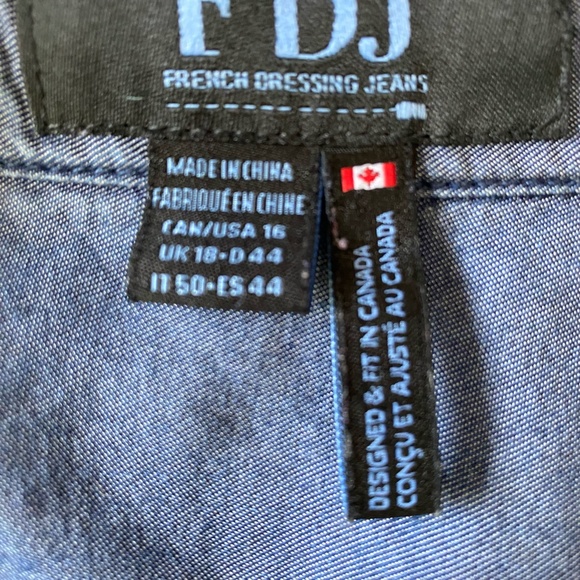 FDJ
FRENCH DRESSING JEANS
MADE IN CHINA
FABRIQUÉ EN CHINE
CAN/USA 16
UK 18·D 44
IT 50·ES 44
DESIGNED & FIT IN CANADA
CONÇU ET AJUSTÉ AU CANADA